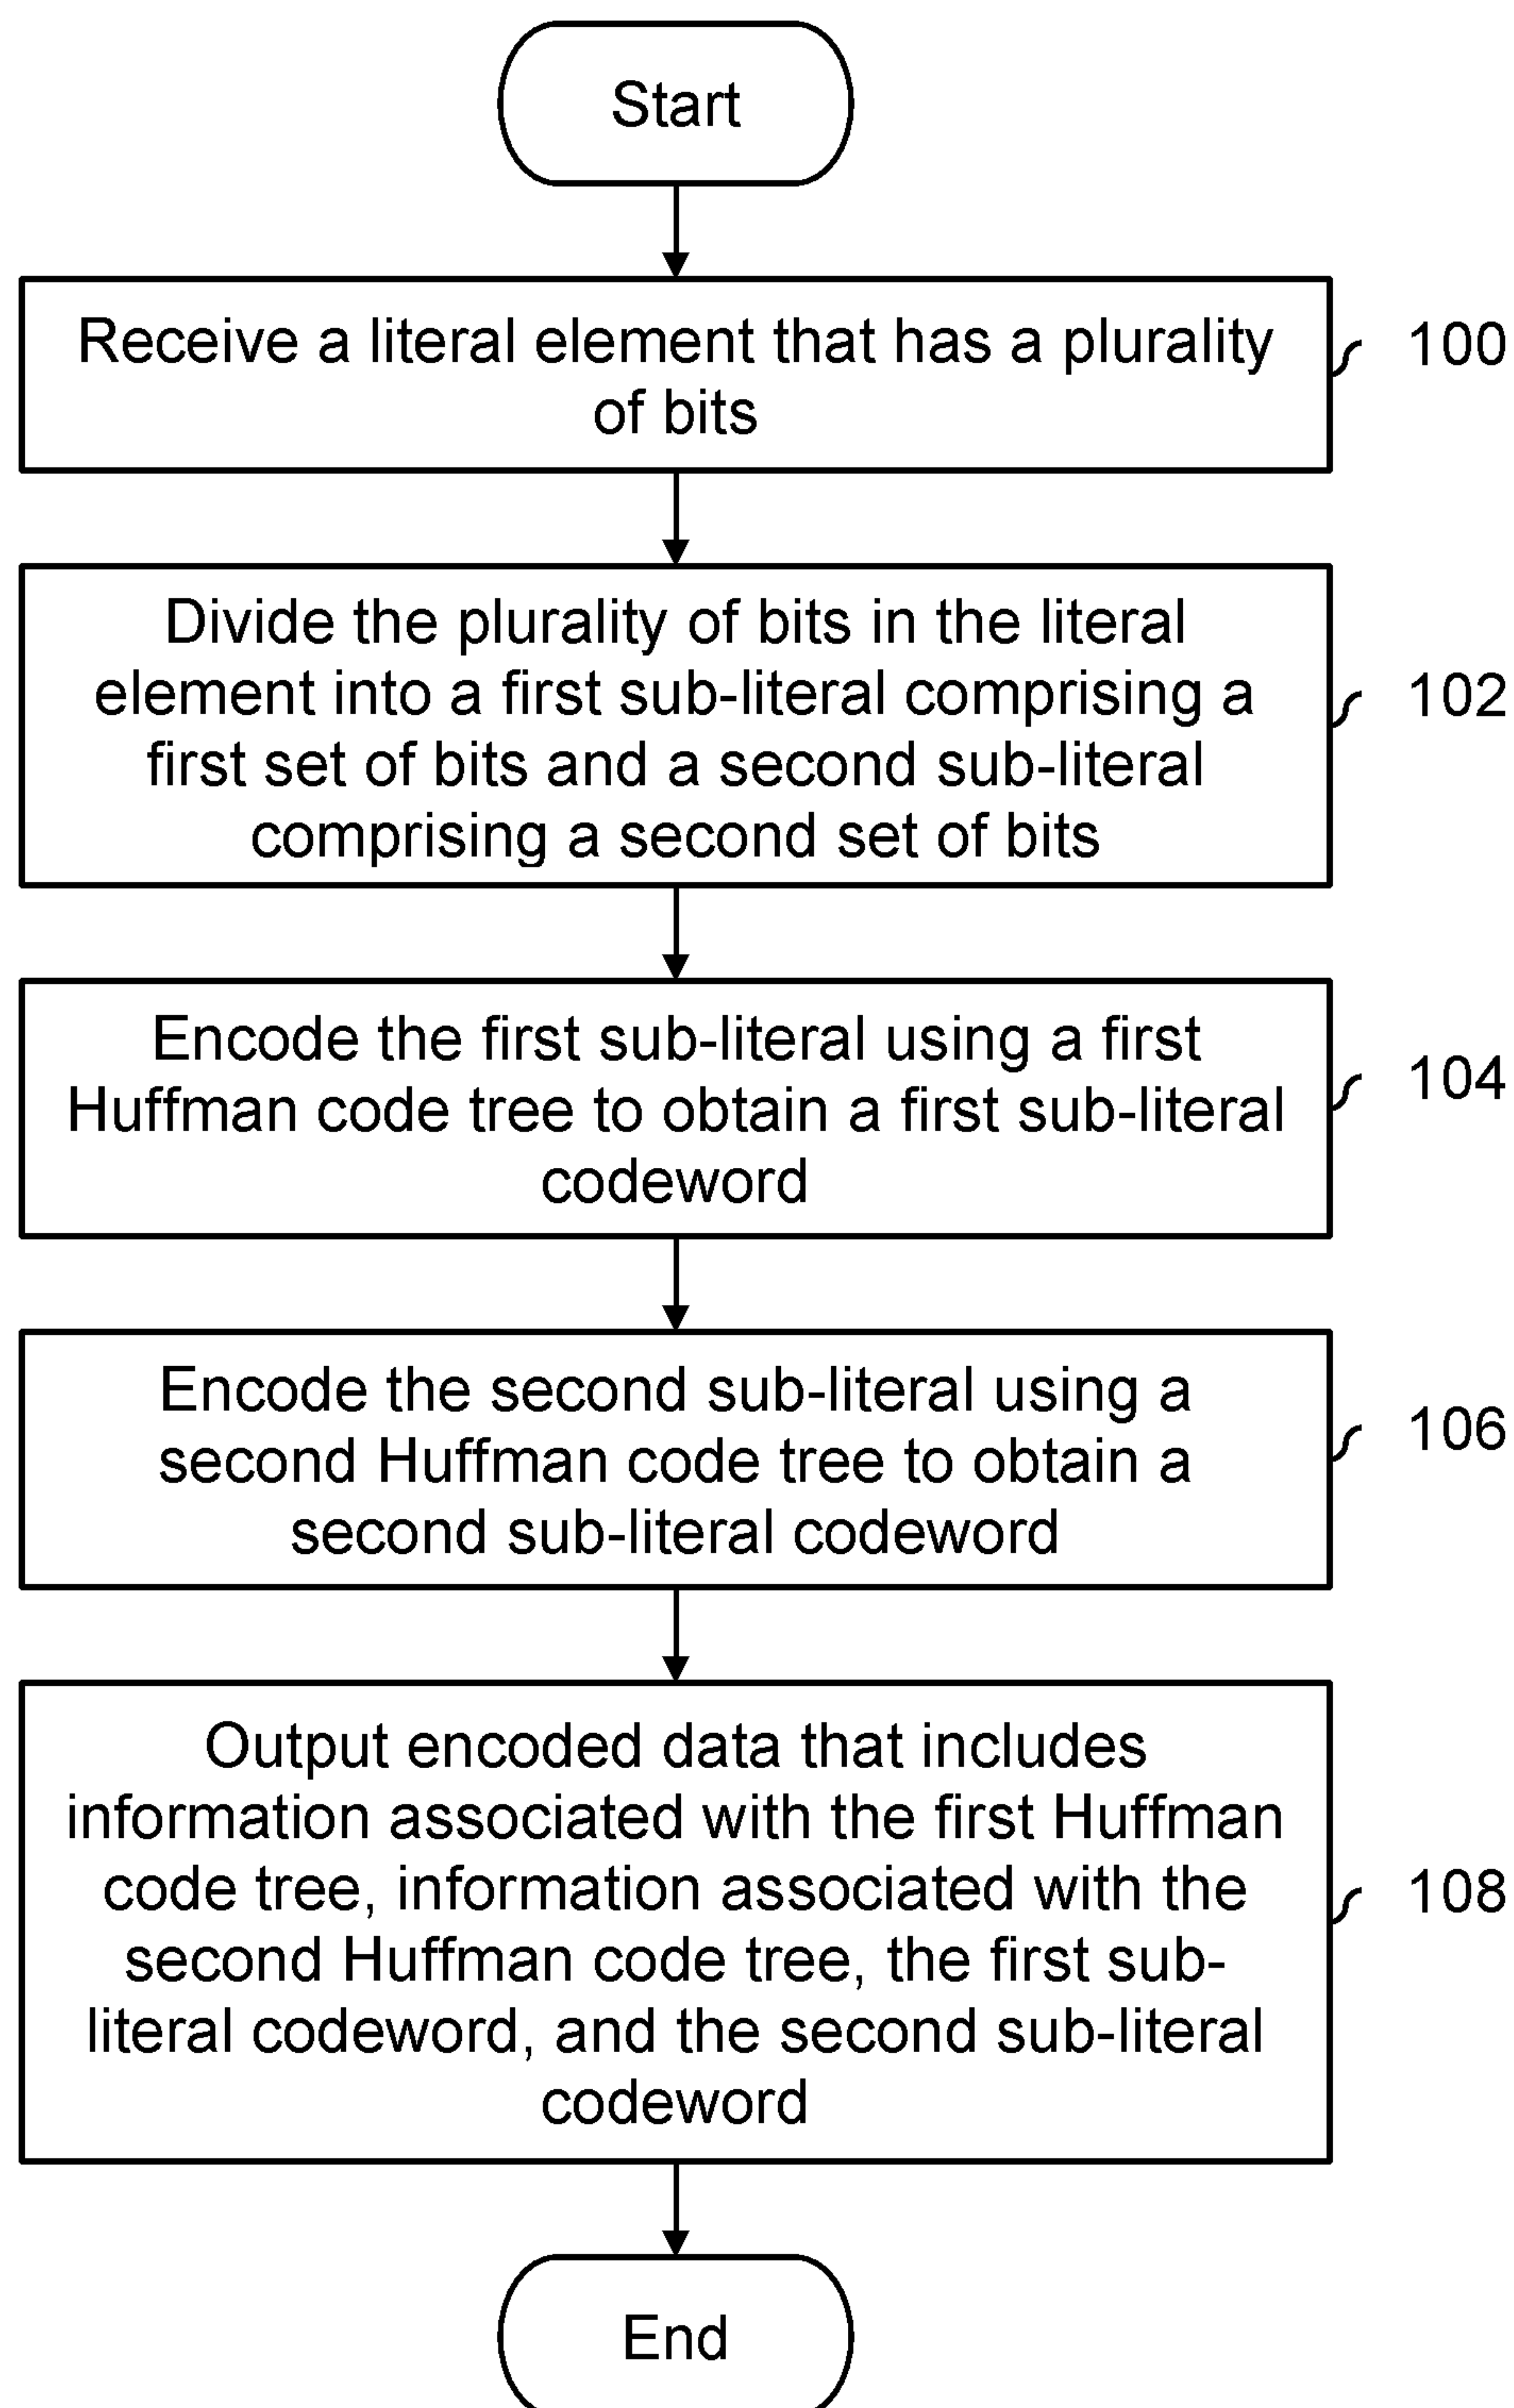 Start
Receive a literal element that has a plurality
of bits
100
Divide the plurality of bits in the literal
element into a first sub-literal comprising a
first set of bits and a second sub-literal
comprising a second set of bits
102
Encode the first sub-literal using a first
Huffman code tree to obtain a first sub-literal
codeword
104
Encode the second sub-literal using a
second Huffman code tree to obtain a
second sub-literal codeword
106
Output encoded data that includes
information associated with the first Huffman
code tree, information associated with the
second Huffman code tree, the first sub-
literal codeword, and the second sub-literal
codeword
108
End